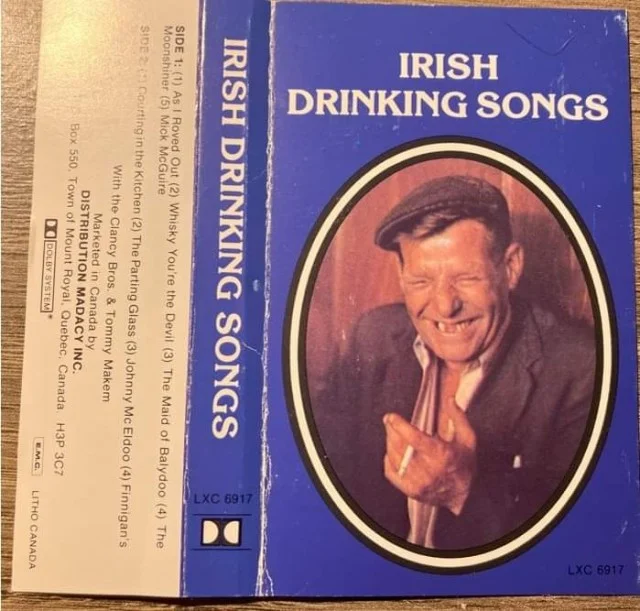 IRISH
DRINKING SONGS
LXC 6917
IRISH DRINKING SONGS
LXC 6917
SIDE 1: (1) As I Roved Out (2) Whisky You're the Devil (3) The Maid of Balydoo (4) The
Moonshiner (5) Mick McGuire
SIDE 2: (1) Courting in the Kitchen (2) The Parting Glass (3) Johnny Mc Eldoo (4) Finnigan's
With the Clancy Bros. & Tommy Makem
Marketed in Canada by
DISTRIBUTION MADACY INC.
Box 550, Town of Mount Royal, Quebec, Canada. H3P 3C7
DOLBY SYSTEM
E.M.C. LITHO CANADA